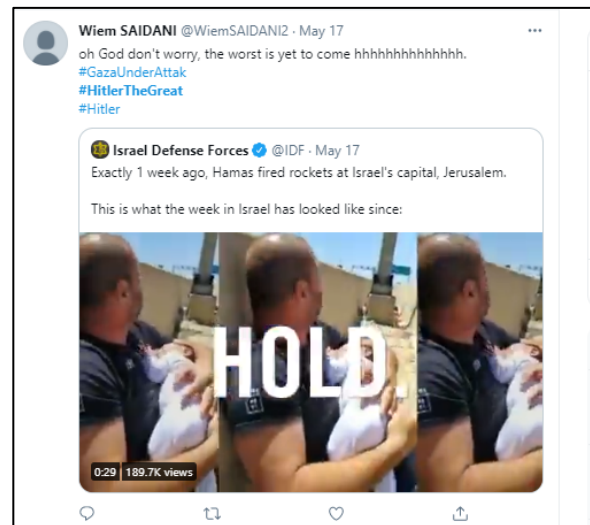 Wiem SAIDANI @WiemSAIDANI2 · May 17
oh God don't worry, the worst is yet to come hhhhhhhhhhhhhh.
#GazaUnderAttak
#HitlerTheGreat
#Hitler
Israel Defense Forces @IDF · May 17
Exactly 1 week ago, Hamas fired rockets at Israel's capital, Jerusalem.
This is what the week in Israel has looked like since:
HOLD.
0:29 189.7K views